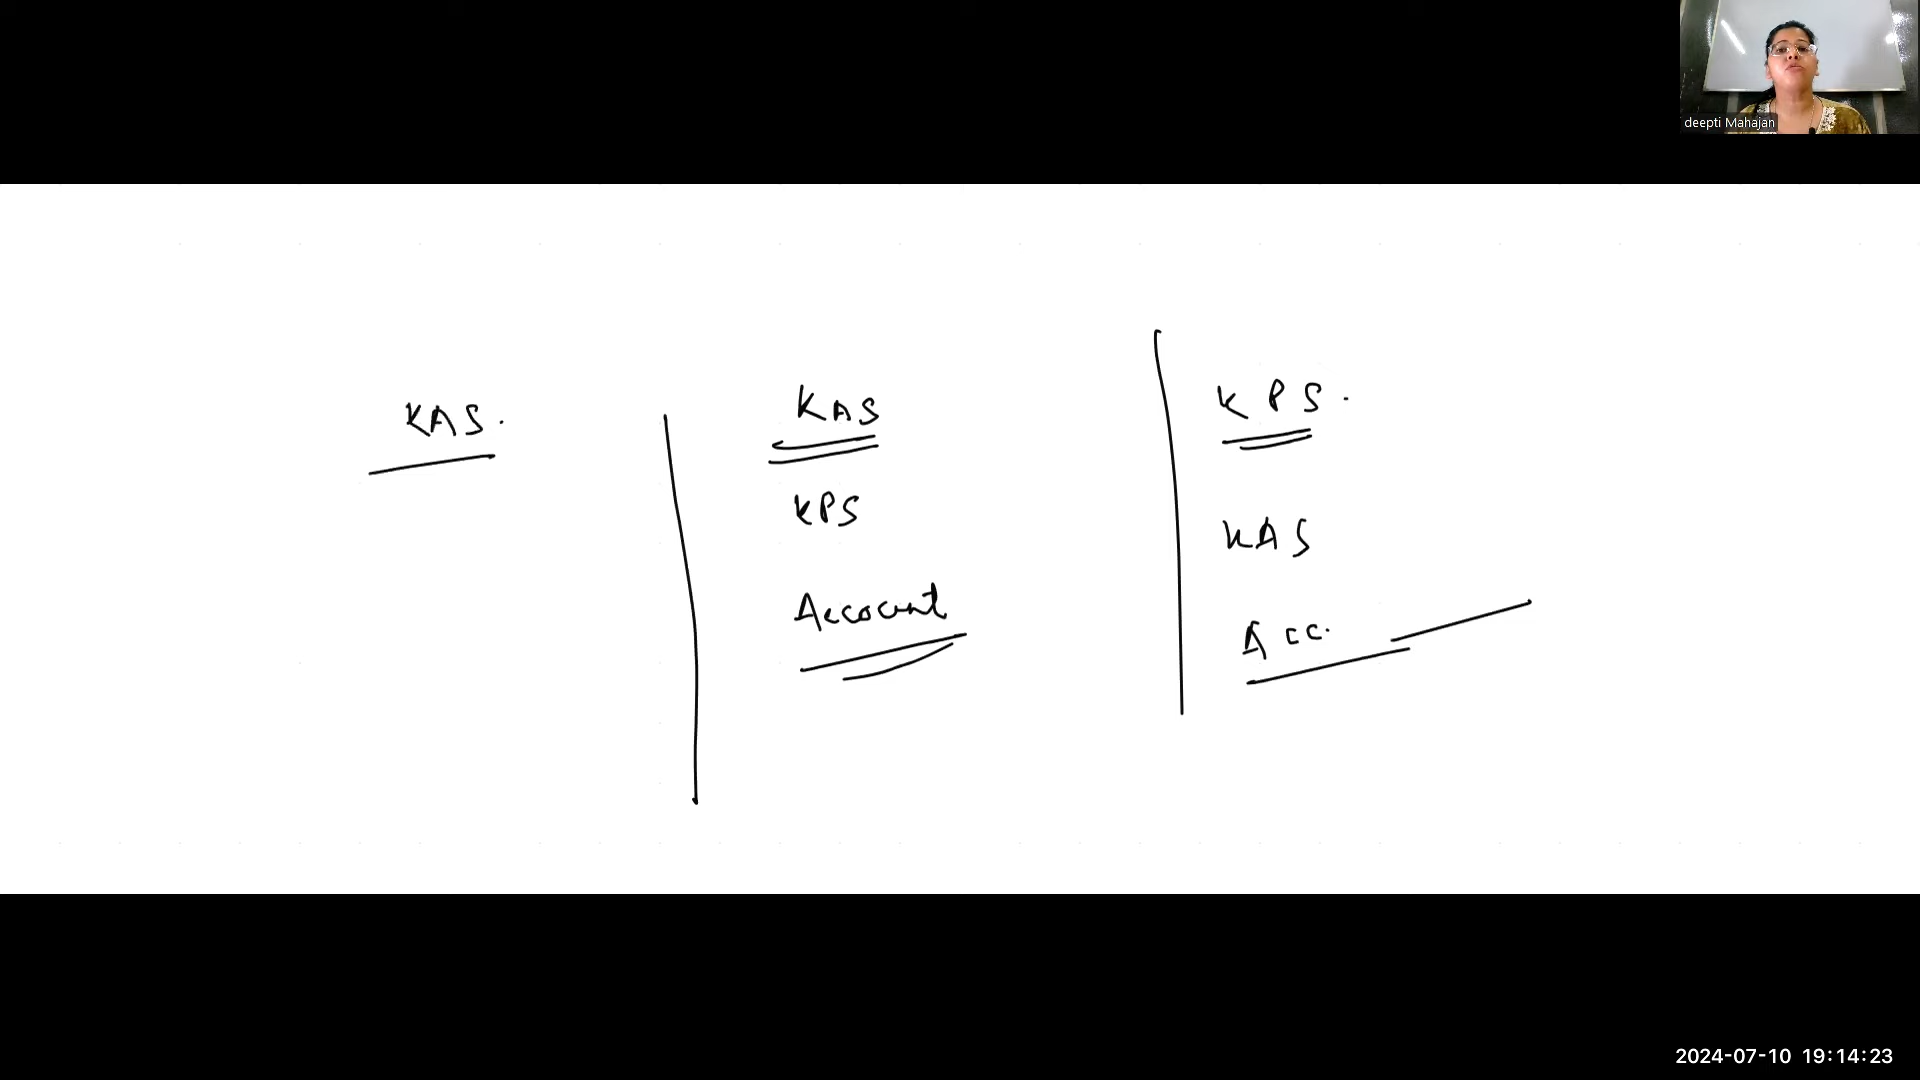 deepti Mahajan
KAS.
KAS
KPS
Account
KPS.
KAS
Acc.
2024-07-10 19:14:23